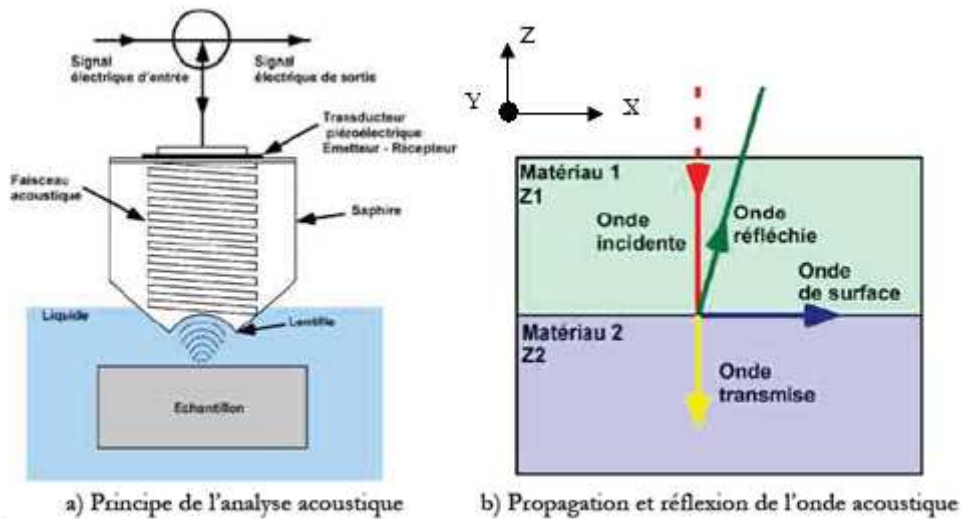 Signal
électrique d'entrée
Signal
électrique de sortie
Transducteur
piézoélectrique
Emetteur - Récepteur
Faisceau
acoustique
Saphire
Liquide
Lentille
Echantillon
a) Principe de l'analyse acoustique
Z
Y
X
Matériau 1
Z1
Onde
incidente
Onde
réfléchie
Onde
de surface
Matériau 2
Z2
Onde
transmise
b) Propagation et réflexion de l'onde acoustique